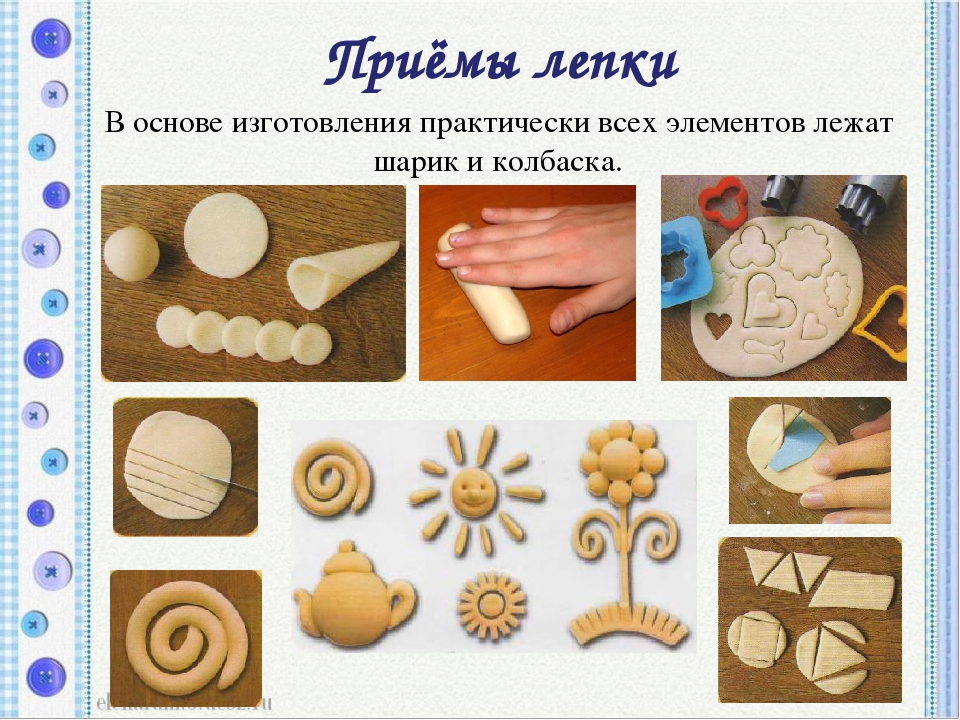 Приёмы лепки
В основе изготовления практически всех элементов лежат
шарик и колбаска.